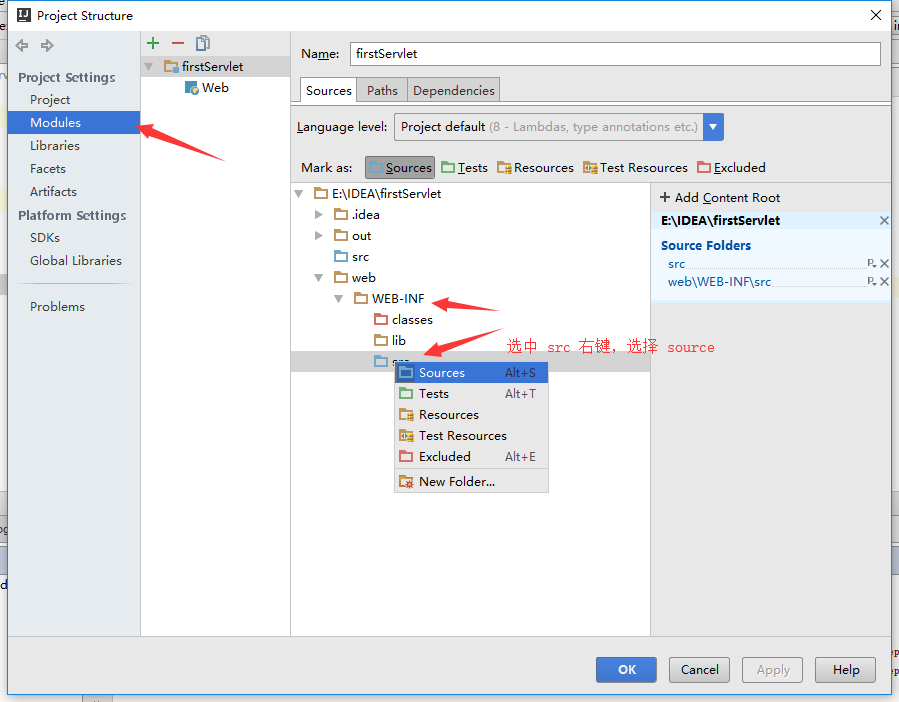 Project Structure
Project Settings
Project
Modules
Libraries
Facets
Artifacts
Platform Settings
SDKs
Global Libraries
Problems
firstServlet
Web
Name: firstServlet
Sources Paths Dependencies
Language level: Project default (8 - Lambdas, type annotations etc.)
Mark as: Sources Tests Resources Test Resources Excluded
E:\IDEA\firstServlet
.idea
out
src
web
WEB-INF
classes
lib
src
选中 src 右键，选择 source
Sources Alt+S
Tests Alt+T
Resources
Test Resources
Excluded Alt+E
New Folder...
+ Add Content Root
E:\IDEA\firstServlet
Source Folders
src
web\WEB-INF\src
OK Cancel Apply Help